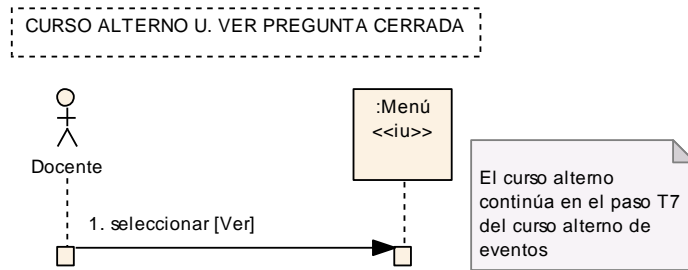 CURSO ALTERNO U. VER PREGUNTA CERRADA
:Menú
<<iu>>
Docente
1. seleccionar [Ver]
El curso alterno
continúa en el paso T7
del curso alterno de
eventos